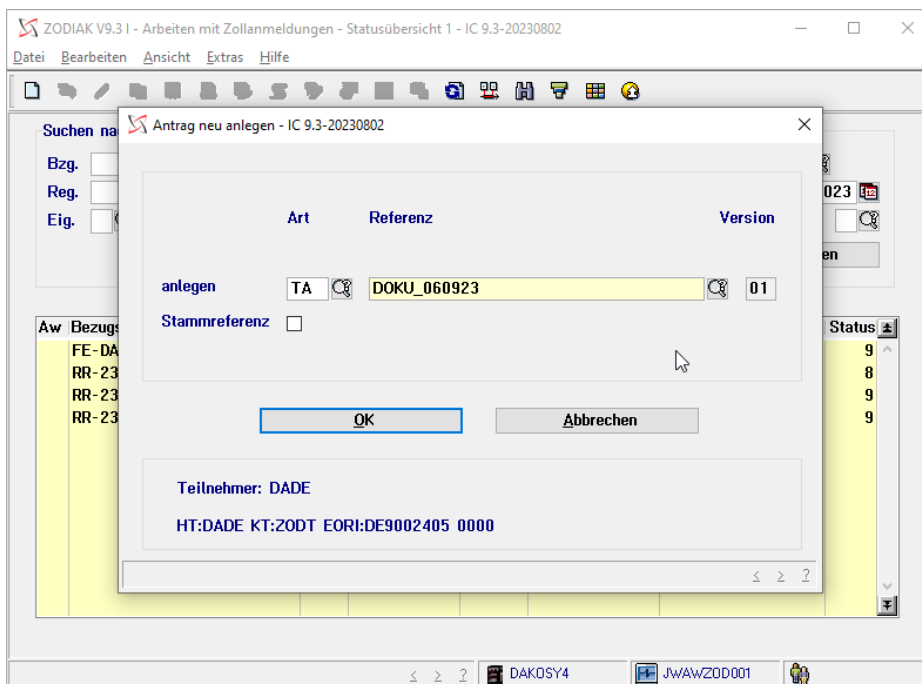 ZODIAK V9.3 I - Arbeiten mit Zollanmeldungen - Statusübersicht 1 - IC 9.3-20230802
Datei Bearbeiten Ansicht Extras Hilfe
Antrag neu anlegen - IC 9.3-20230802
Suchen
Bzg.
Reg.
023
Eig.
en
Art Referenz Version
anlegen TA DOKU_060923 01
Stammreferenz
Aw Status
FE-DA 9
RR-23 8
RR-23 9
RR-23 9
OK Abbrechen
Teilnehmer: DADE
HT:DADE KT:ZODT EORI:DE9002405 0000
< > ?
< > ? DAKOSY4 JWAWZOD001